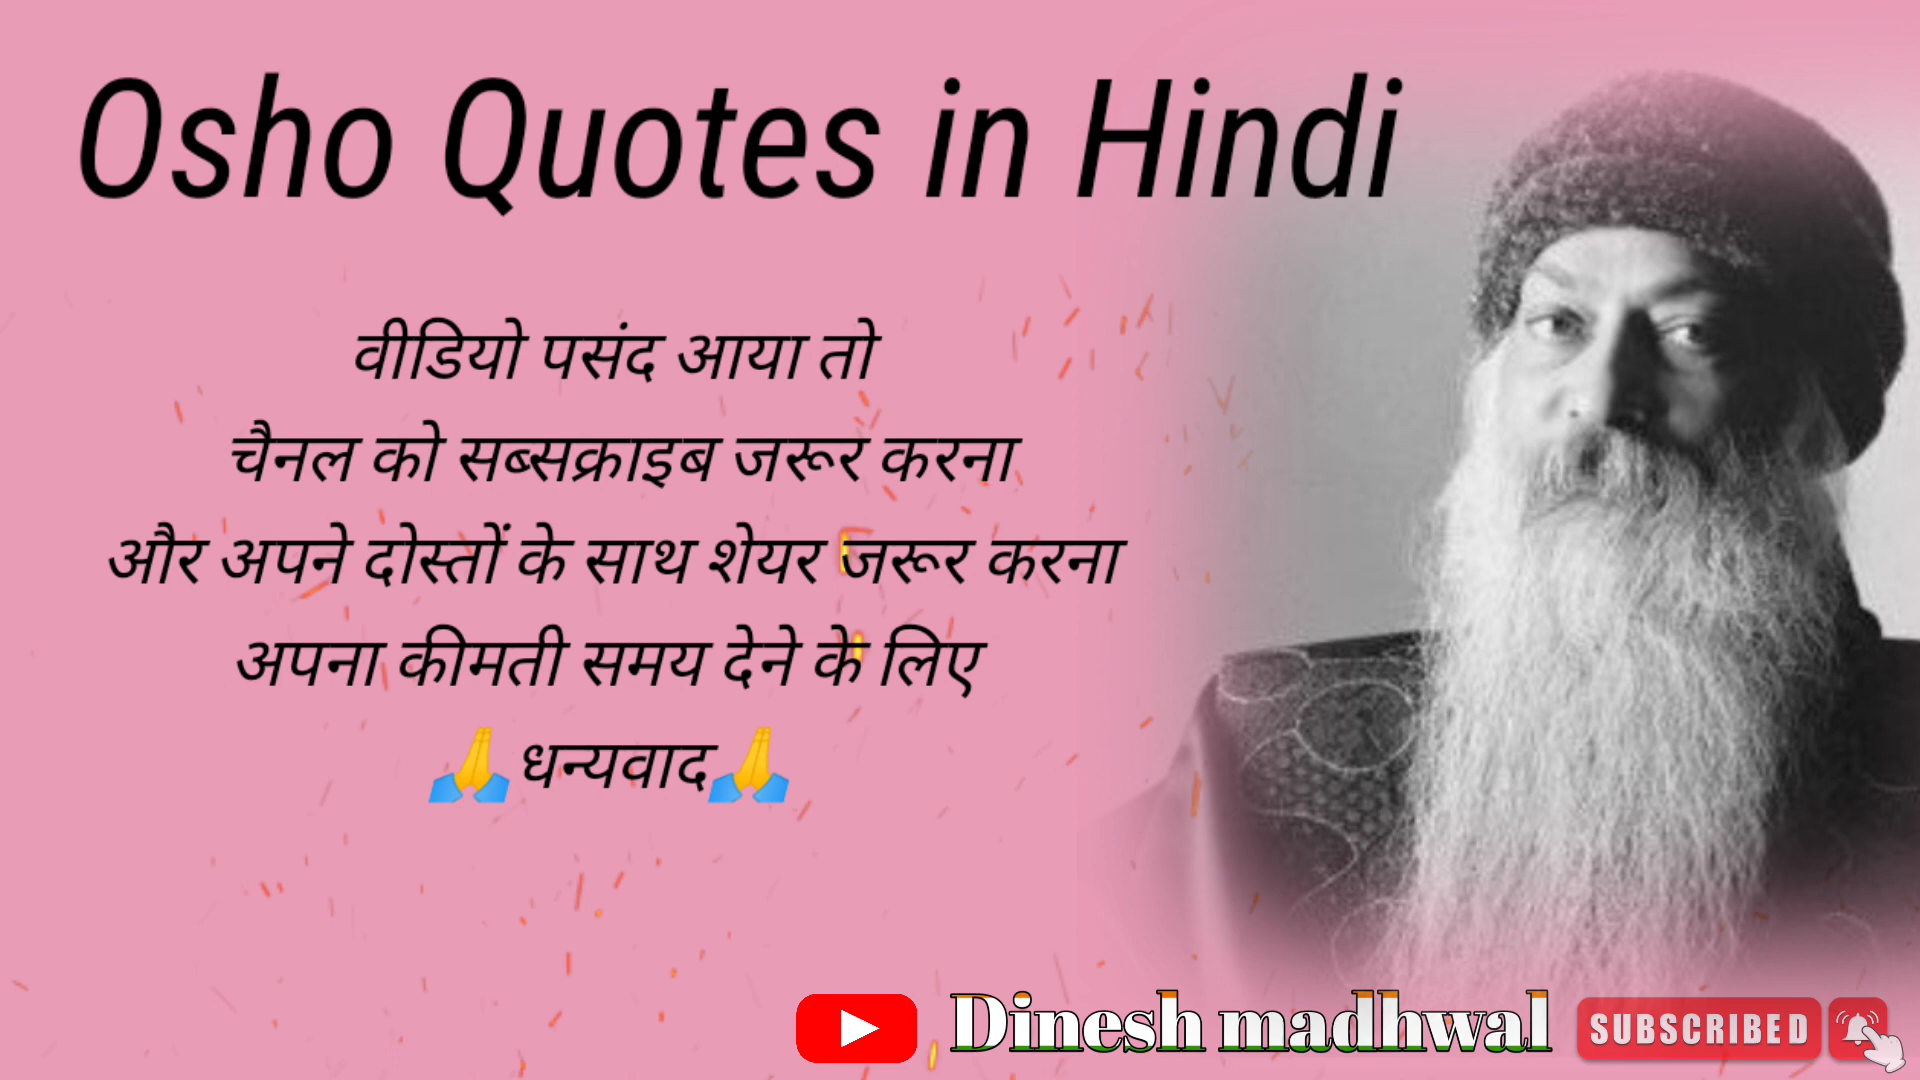 Osho Quotes in Hindi
वीडियो पसंद आया तो
चैनल को सब्सक्राइब जरूर करना
और अपने दोस्तों के साथ शेयर जरूर करना
अपना कीमती समय देने के लिए
🙏धन्यवाद🙏
Dinesh madhwal
SUBSCRIBED